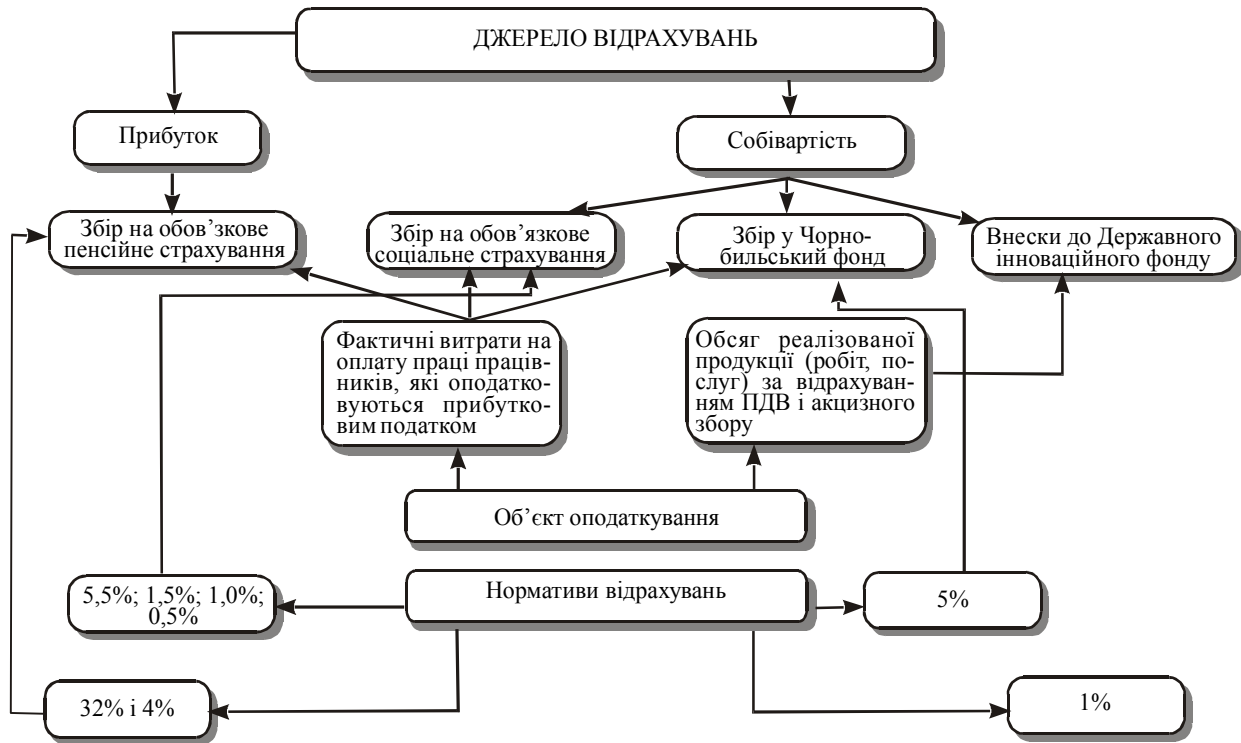 ДЖЕРЕЛО ВІДРАХУВАНЬ
Прибуток
Собівартість
Збір на обов’зкове
пенсійне страхування
Збір на обов’язкове
соціальне страхування
Збір у Чорно-
бильський фонд
Внески до Державного
інноваційного фонду
Фактичні витрати на
оплату праці праців-
ників, які оподатко-
вуються прибутко-
вим податком
Обсяг реалізованої
продукції (робіт, по-
слуг) за відрахуван-
ням ПДВ і акцизного
збору
Об’єкт оподаткування
5,5%; 1,5%; 1,0%;
0,5%
Нормативи відрахувань
5%
32% і 4%
1%